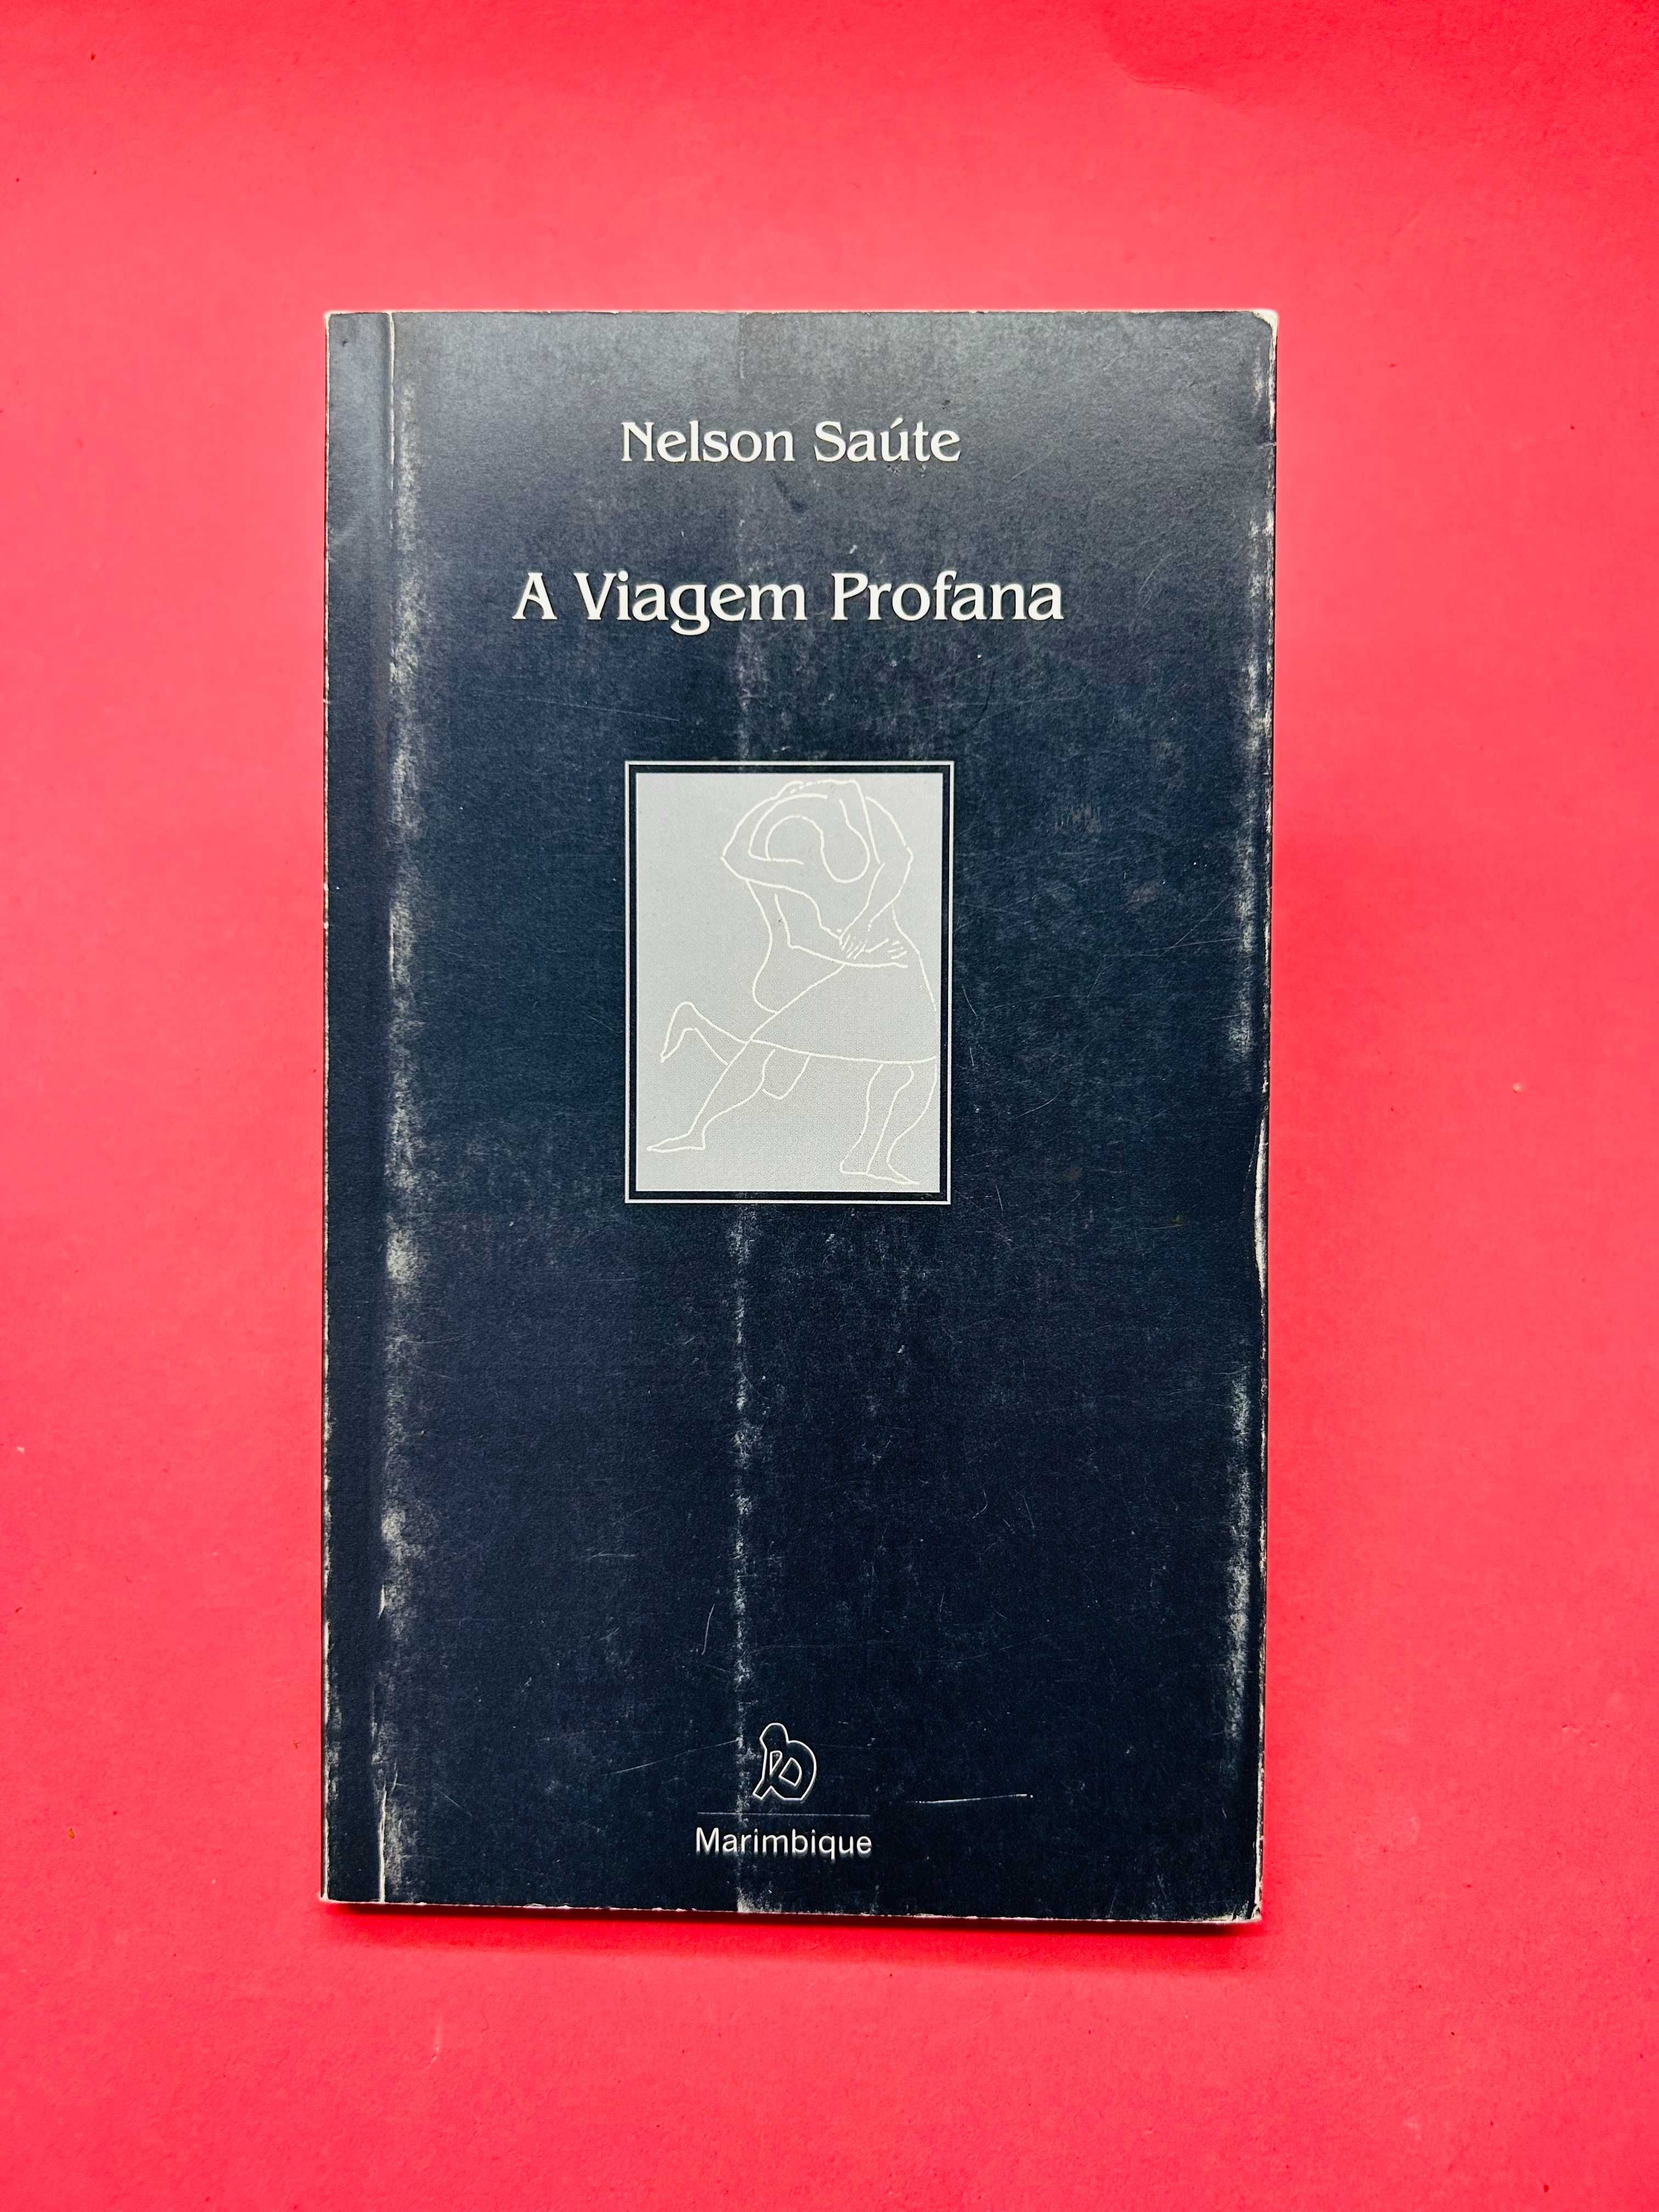 Nelson Saúte
A Viagem Profana
Marimbique